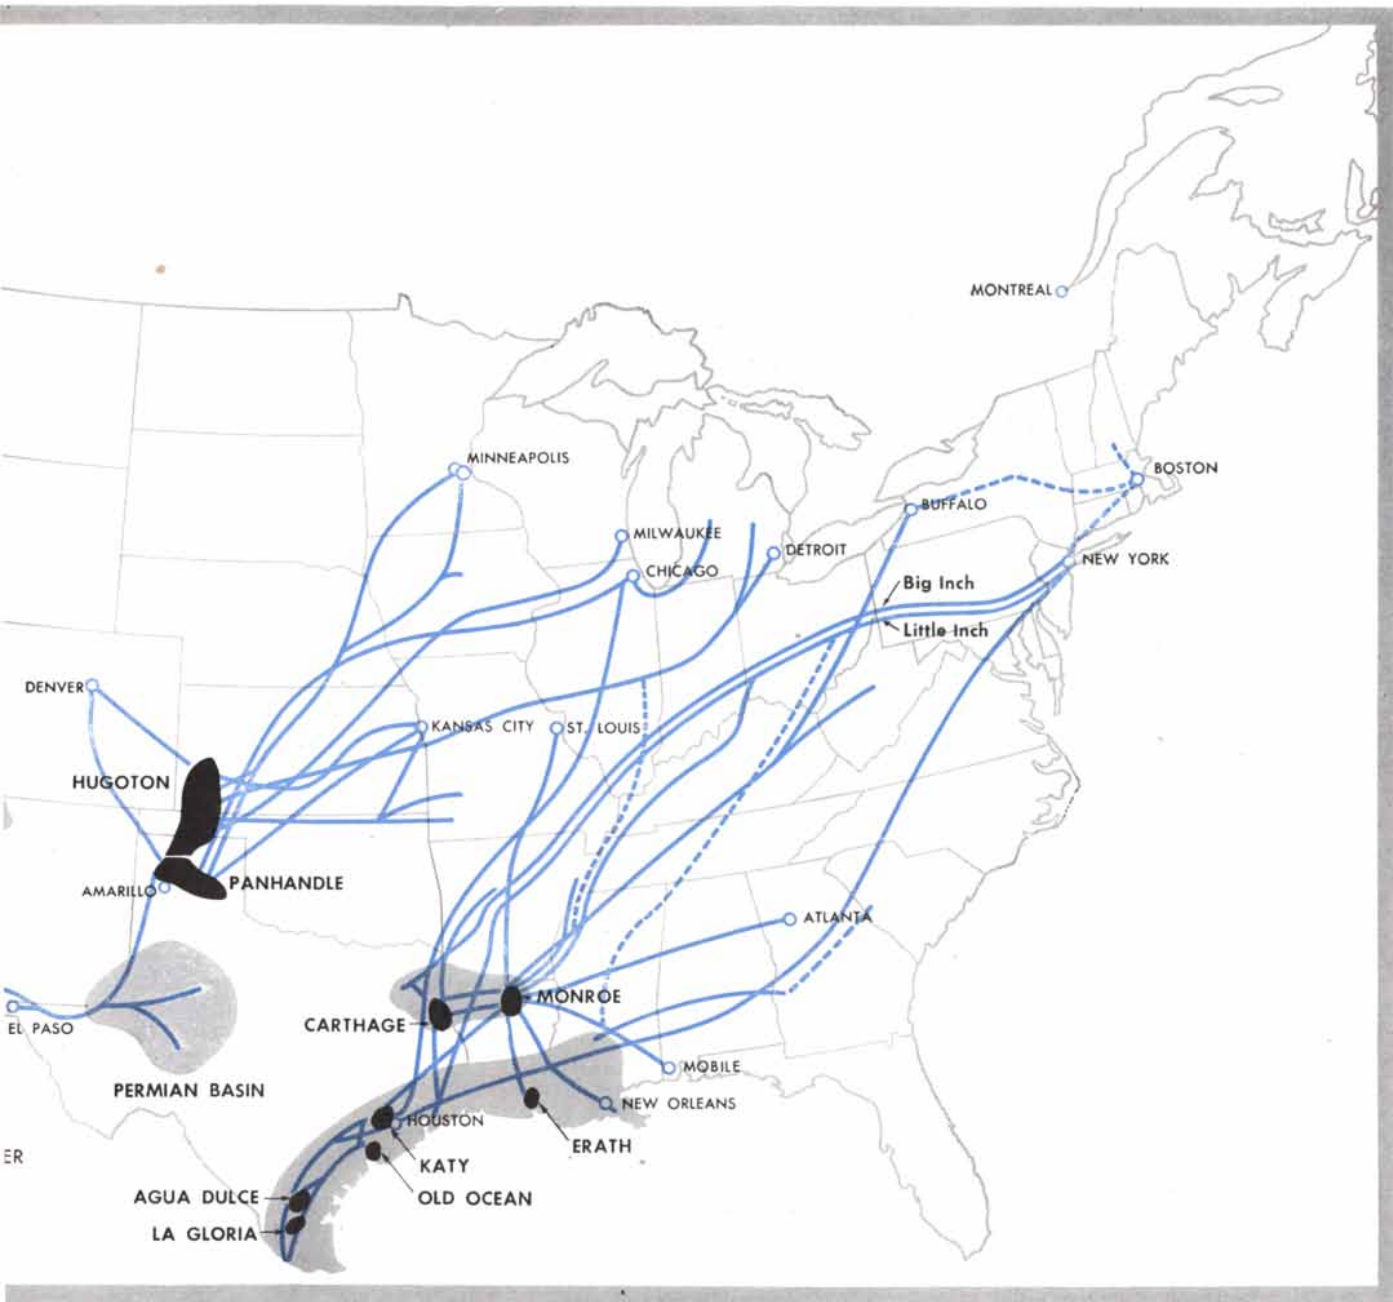 MONTREAL
MINNEAPOLIS
BOSTON
BUFFALO
MILWAUKEE
DETROIT
NEW YORK
CHICAGO
Big Inch
Little Inch
DENVER
KANSAS CITY
ST. LOUIS
HUGOTON
AMARILLO
PANHANDLE
ATLANTA
MONROE
CARTHAGE
EL PASO
MOBILE
PERMIAN BASIN
NEW ORLEANS
HOUSTON
ERATH
ER
KATY
AGUA DULCE
OLD OCEAN
LA GLORIA